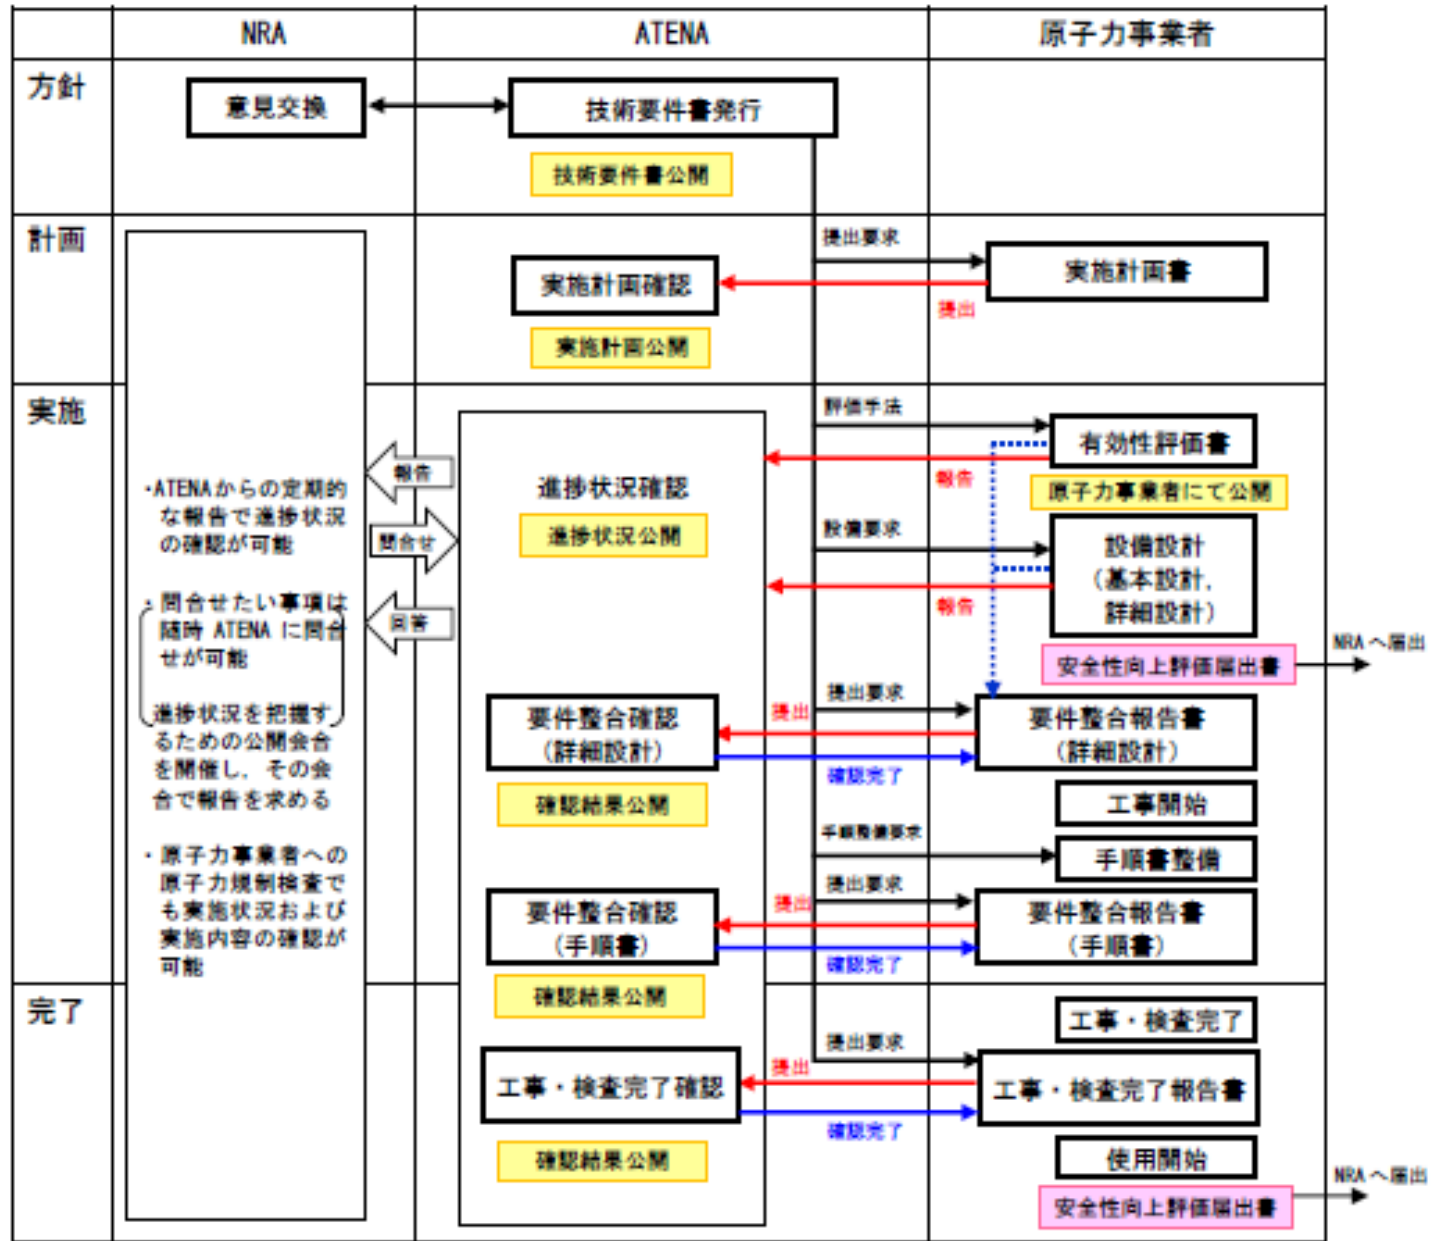 NRA
ATENA
原子力事業者
方針
意見交換
技術要件書発行
技術要件書公開
計画
提出要求
実施計画書
実施計画確認
提出
実施計画公開
実施
評価手法
有効性評価書
報告
原子力事業者にて公開
進捗状況確認
進捗状況公開
報告
問合せ
回答
・ATENAからの定期的
な報告で進捗状況
の確認が可能
・問合せたい事項は
随時 ATENA に問合
せが可能
進捗状況を把握す
るための公開会合
を開催し，その会
合で報告を求める
・原子力事業者への
原子力規制検査で
も実施状況および
実施内容の確認が
可能
設備要求
設備設計
（基本設計，
詳細設計）
報告
安全性向上評価届出書
NRA へ届出
提出要求
要件整合確認
（詳細設計）
提出
要件整合報告書
（詳細設計）
確認完了
確認結果公開
工事開始
手順整備要求
手順書整備
提出要求
要件整合確認
（手順書）
提出
要件整合報告書
（手順書）
確認完了
確認結果公開
完了
工事・検査完了
提出要求
工事・検査完了確認
提出
工事・検査完了報告書
確認完了
確認結果公開
使用開始
安全性向上評価届出書
NRA へ届出